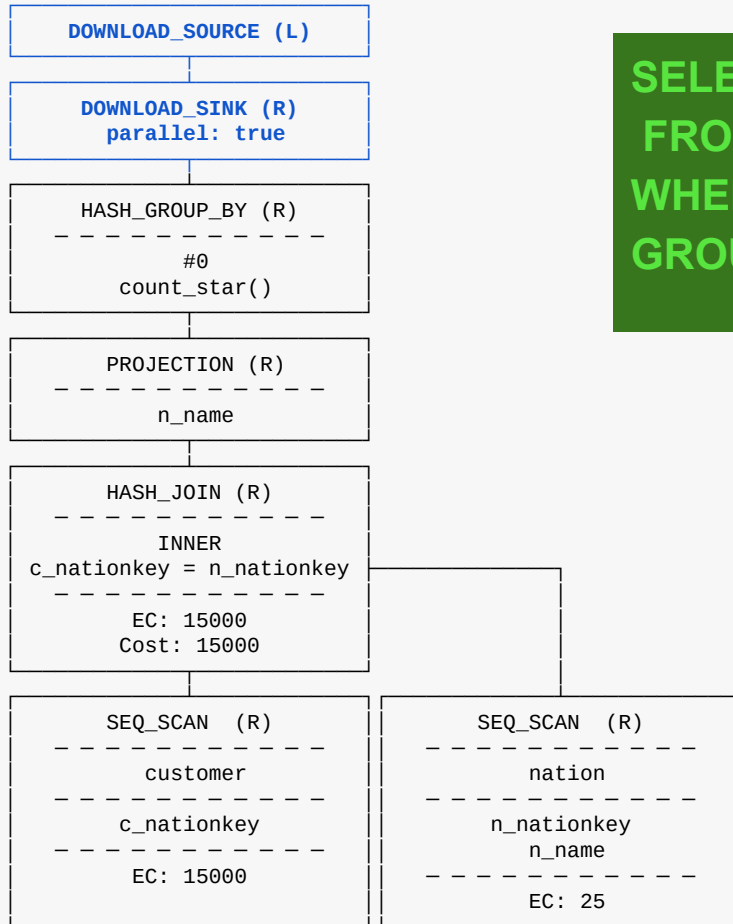 DOWNLOAD_SOURCE (L)
DOWNLOAD_SINK (R)
parallel: true
HASH_GROUP_BY (R)
#0
count_star()
PROJECTION (R)
n_name
HASH_JOIN (R)
INNER
c_nationkey = n_nationkey
EC: 15000
Cost: 15000
SEQ_SCAN (R)
customer
c_nationkey
EC: 15000
SEQ_SCAN (R)
nation
n_nationkey
n_name
EC: 25
SELE
FRO
WHE
GROU